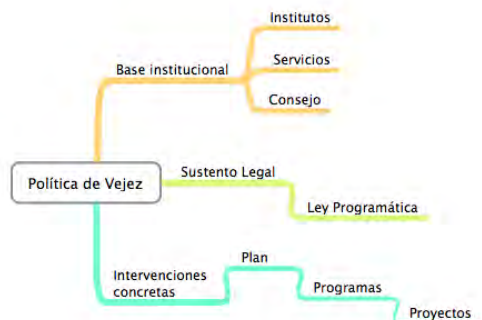 Institutos
Base institucional
Servicios
Consejo
Política de Vejez
Sustento Legal
Ley Programática
Intervenciones
concretas
Plan
Programas
Proyectos